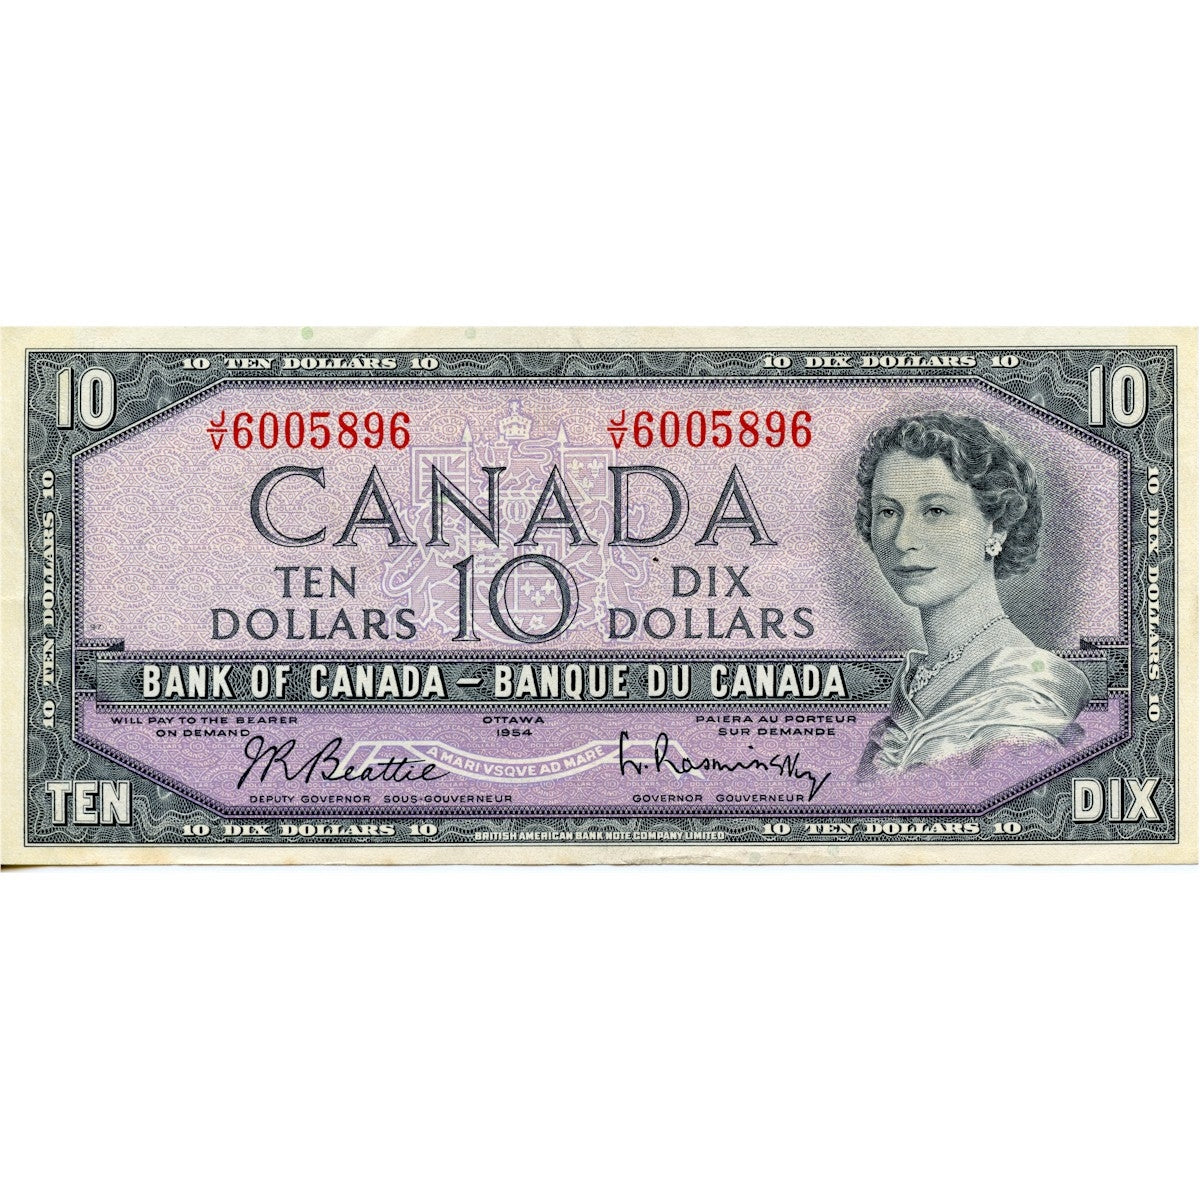 10 TEN DOLLARS 10
10 DIX DOLLARS 10
10
10
J/V 6005896
J/V 6005896
CANADA
TEN
DOLLARS
10
DIX
DOLLARS
10 TEN DOLLARS 10
10 DIX DOLLARS 10
97
BANK OF CANADA – BANQUE DU CANADA
WILL PAY TO THE BEARER
ON DEMAND
OTTAWA
1954
PAIERA AU PORTEUR
SUR DEMANDE
JRBeattie
A MARI VSQVE AD MARE
L. Rasminsky
DEPUTY GOVERNOR SOUS-GOUVERNEUR
GOVERNOR GOUVERNEUR
TEN
DIX
10 DIX DOLLARS 10
BRITISH AMERICAN BANK NOTE COMPANY LIMITED
10 TEN DOLLARS 10